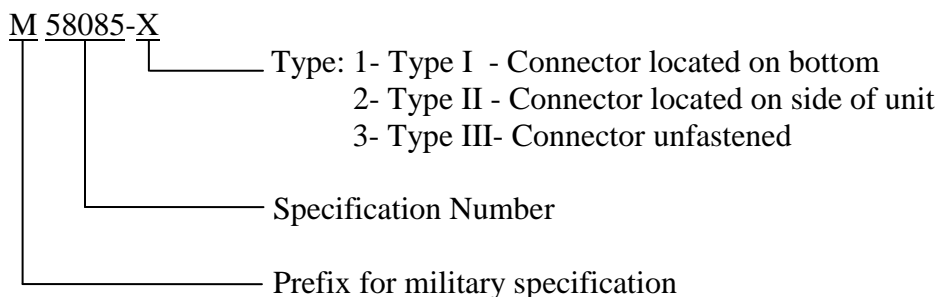 M 58085-X
Type: 1- Type I - Connector located on bottom
2- Type II - Connector located on side of unit
3- Type III- Connector unfastened
Specification Number
Prefix for military specification